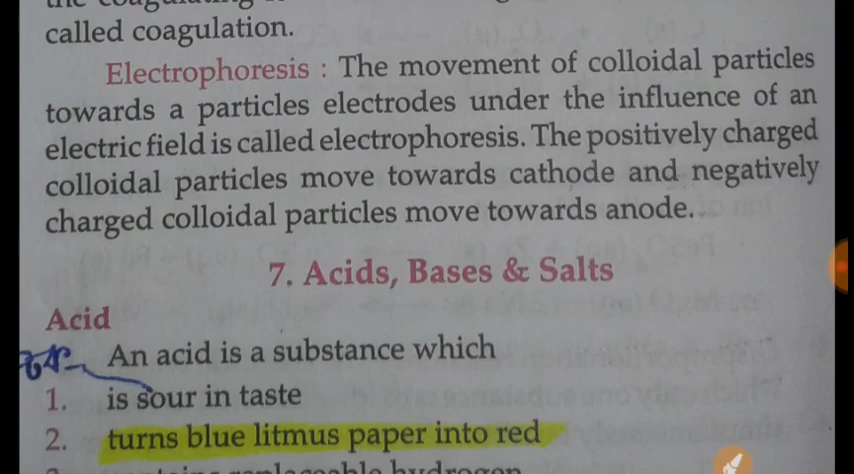 called coagulation.
Electrophoresis : The movement of colloidal particles
towards a particles electrodes under the influence of an
electric field is called electrophoresis. The positively charged
colloidal particles move towards cathode and negatively
charged colloidal particles move towards anode.
7. Acids, Bases & Salts
Acid
An acid is a substance which
1. is sour in taste
2. turns blue litmus paper into red